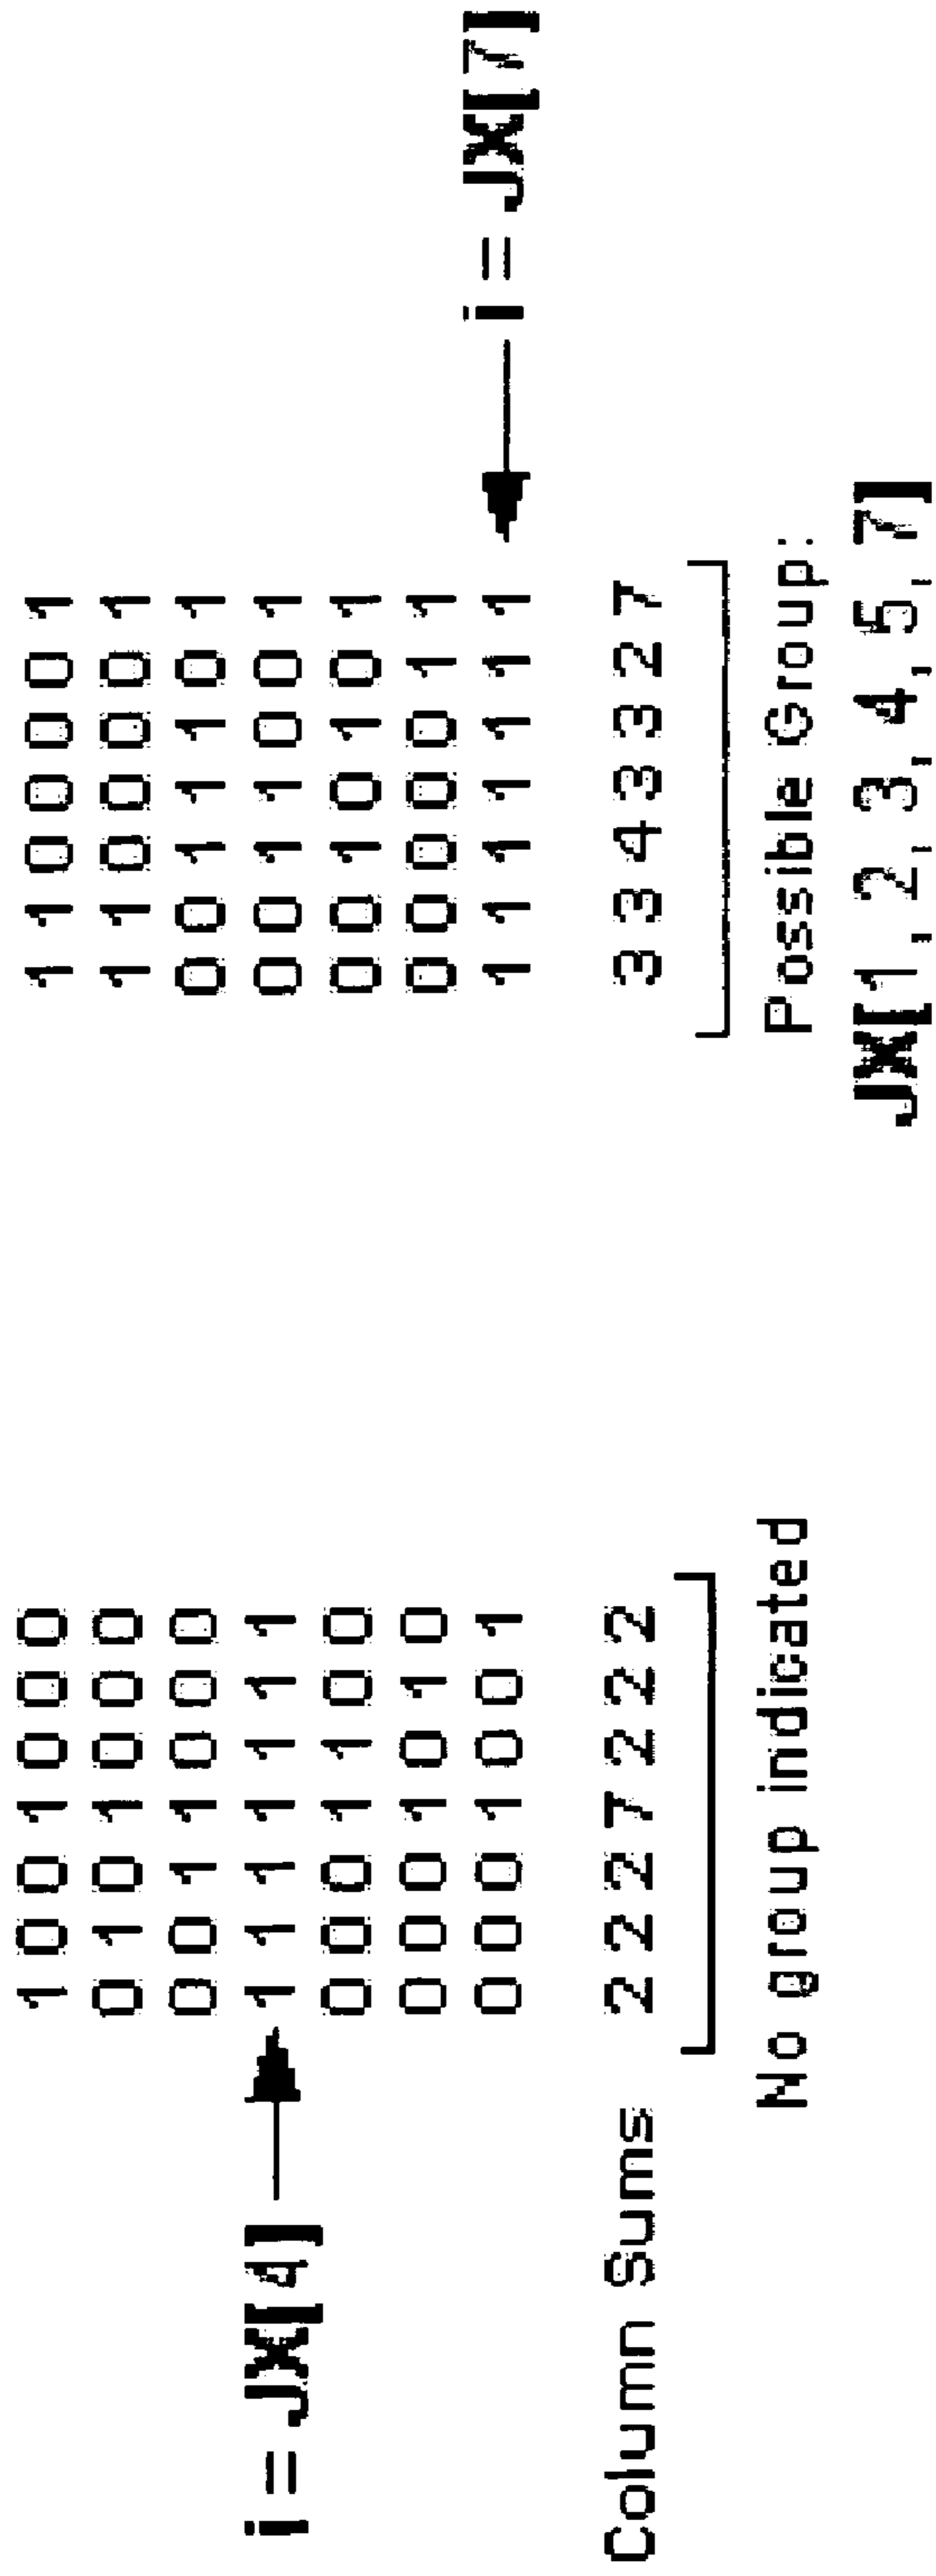 1 0 0 1 0 0 0
0 1 0 1 0 0 0
0 0 1 1 0 0 0
i = JX[4] 1 1 1 1 1 1 1
0 0 0 1 1 0 0
0 0 0 1 0 1 0
0 0 0 1 0 0 1
Column Sums 2 2 2 7 2 2 2
No group indicated
1 1 0 0 0 0 1
1 1 0 0 0 0 1
0 0 1 1 1 0 1
0 0 1 1 0 0 1
0 0 1 0 1 0 1
0 0 0 0 0 1 1
1 1 1 1 1 1 1 i = JX[7]
3 3 4 3 3 2 7
Possible Group:
JX[1, 2, 3, 4, 5, 7]